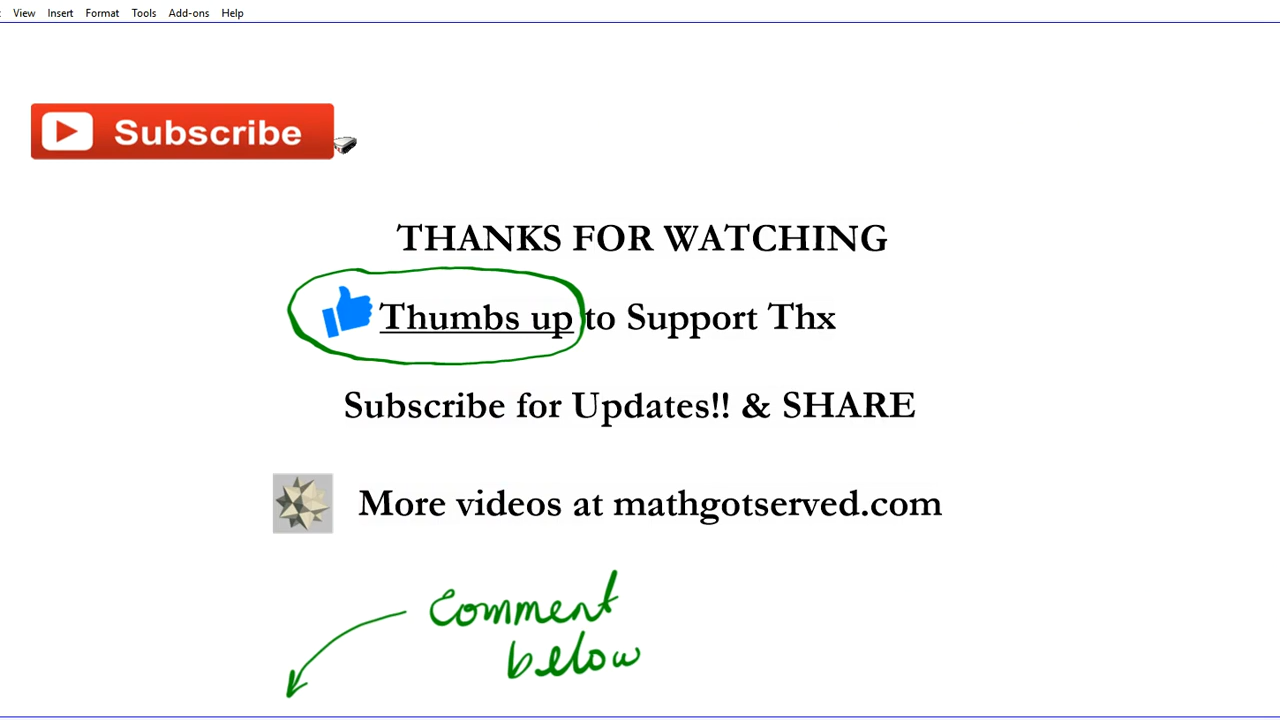 View Insert Format Tools Add-ons Help
Subscribe
THANKS FOR WATCHING
Thumbs up to Support Thx
Subscribe for Updates!! & SHARE
More videos at mathgotserved.com
comment
below